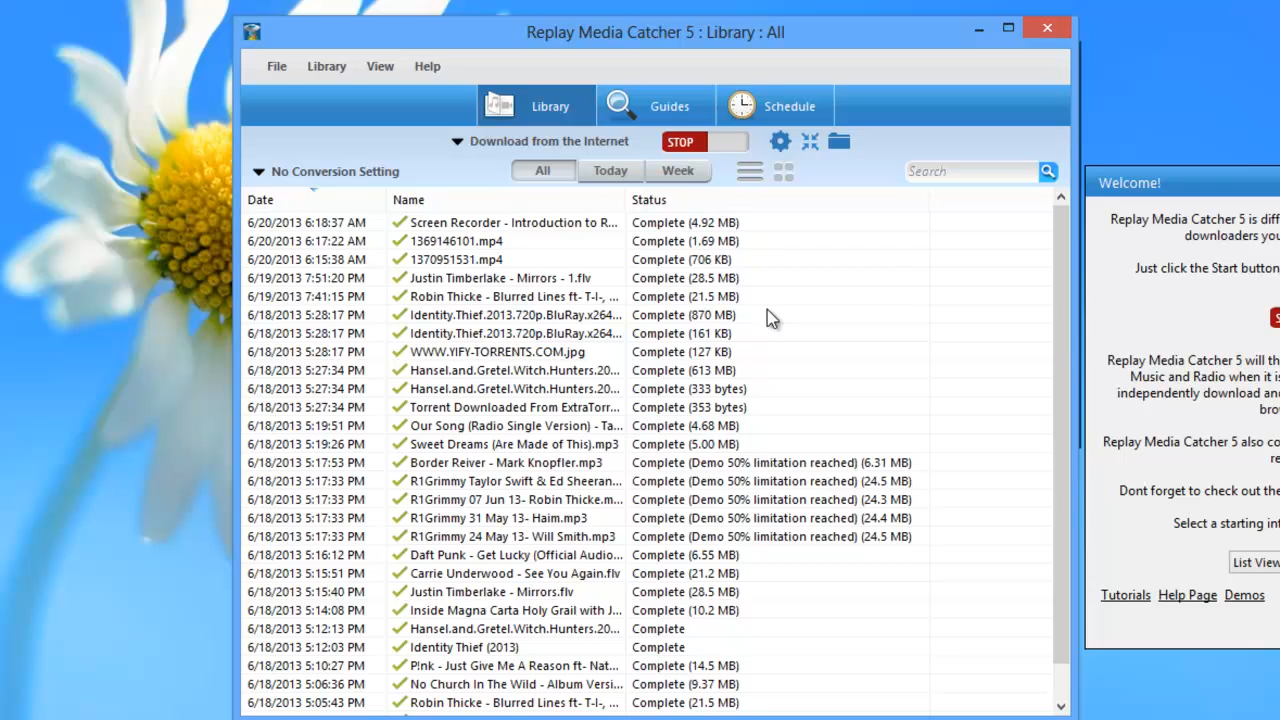 Replay Media Catcher 5 : Library : All
File Library View Help
Library Guides Schedule
Download from the Internet STOP
No Conversion Setting All Today Week Search
Date Name Status
6/20/2013 6:18:37 AM Screen Recorder - Introduction to R... Complete (4.92 MB)
6/20/2013 6:17:22 AM 1369146101.mp4 Complete (1.69 MB)
6/20/2013 6:15:38 AM 1370951531.mp4 Complete (706 KB)
6/19/2013 7:51:20 PM Justin Timberlake - Mirrors - 1.flv Complete (28.5 MB)
6/19/2013 7:41:15 PM Robin Thicke - Blurred Lines ft- T-I-, ... Complete (21.5 MB)
6/18/2013 5:28:17 PM Identity.Thief.2013.720p.BluRay.x264... Complete (870 MB)
6/18/2013 5:28:17 PM Identity.Thief.2013.720p.BluRay.x264... Complete (161 KB)
6/18/2013 5:28:17 PM WWW.YIFY-TORRENTS.COM.jpg Complete (127 KB)
6/18/2013 5:27:34 PM Hansel.and.Gretel.Witch.Hunters.20... Complete (613 MB)
6/18/2013 5:27:34 PM Hansel.and.Gretel.Witch.Hunters.20... Complete (333 bytes)
6/18/2013 5:27:34 PM Torrent Downloaded From ExtraTorr... Complete (353 bytes)
6/18/2013 5:19:51 PM Our Song (Radio Single Version) - Ta... Complete (4.68 MB)
6/18/2013 5:19:26 PM Sweet Dreams (Are Made of This).mp3 Complete (5.00 MB)
6/18/2013 5:17:53 PM Border Reiver - Mark Knopfler.mp3 Complete (Demo 50% limitation reached) (6.31 MB)
6/18/2013 5:17:33 PM R1Grimmy Taylor Swift & Ed Sheeran... Complete (Demo 50% limitation reached) (24.5 MB)
6/18/2013 5:17:33 PM R1Grimmy 07 Jun 13- Robin Thicke.m... Complete (Demo 50% limitation reached) (24.3 MB)
6/18/2013 5:17:33 PM R1Grimmy 31 May 13- Haim.mp3 Complete (Demo 50% limitation reached) (24.4 MB)
6/18/2013 5:17:33 PM R1Grimmy 24 May 13- Will Smith.mp3 Complete (Demo 50% limitation reached) (24.5 MB)
6/18/2013 5:16:12 PM Daft Punk - Get Lucky (Official Audio... Complete (6.55 MB)
6/18/2013 5:15:51 PM Carrie Underwood - See You Again.flv Complete (21.2 MB)
6/18/2013 5:15:40 PM Justin Timberlake - Mirrors.flv Complete (28.5 MB)
6/18/2013 5:14:08 PM Inside Magna Carta Holy Grail with J... Complete (10.2 MB)
6/18/2013 5:12:13 PM Hansel.and.Gretel.Witch.Hunters.20... Complete
6/18/2013 5:12:03 PM Identity Thief (2013) Complete
6/18/2013 5:10:27 PM P!nk - Just Give Me A Reason ft- Nat... Complete (14.5 MB)
6/18/2013 5:06:36 PM No Church In The Wild - Album Versi... Complete (9.37 MB)
6/18/2013 5:05:43 PM Robin Thicke - Blurred Lines ft- T-I-, ... Complete (21.5 MB)
Welcome!
Replay Media Catcher 5 is diff
downloaders you
Just click the Start button
S
Replay Media Catcher 5 will th
Music and Radio when it is
independently download and
bro
Replay Media Catcher 5 also co
re
Dont forget to check out the
Select a starting int
List View
Tutorials Help Page Demos